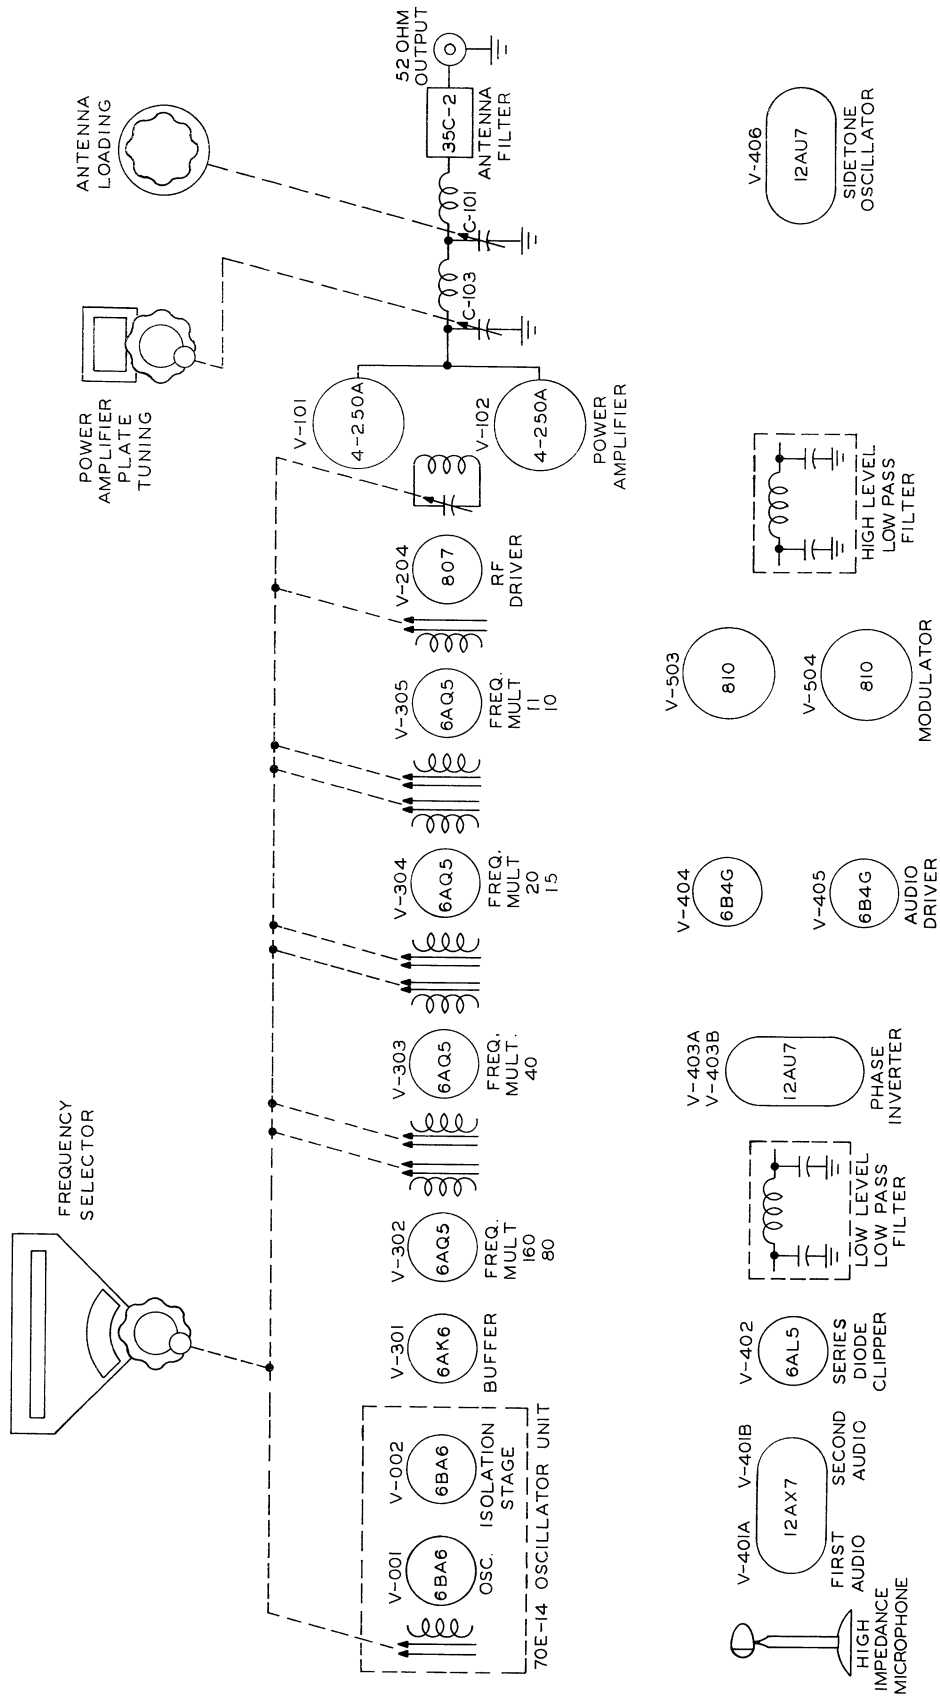 FREQUENCY
SELECTOR
POWER
AMPLIFIER
PLATE
TUNING
ANTENNA
LOADING
70E-14 OSCILLATOR UNIT
V-001
6BA6
OSC.
V-002
6BA6
ISOLATION
STAGE
V-301
6AK6
BUFFER
V-302
6AQ5
FREQ.
MULT
160
80
V-303
6AQ5
FREQ.
MULT.
40
V-304
6AQ5
FREQ.
MULT
20
15
V-305
6AQ5
FREQ.
MULT
11
10
V-204
807
RF
DRIVER
V-101
4-250A
V-102
4-250A
POWER
AMPLIFIER
C-103
C-101
35C-2
ANTENNA
FILTER
52 OHM
OUTPUT
HIGH
IMPEDANCE
MICROPHONE
V-401A
V-401B
12AX7
FIRST
AUDIO
SECOND
AUDIO
V-402
6AL5
SERIES
DIODE
CLIPPER
LOW LEVEL
LOW PASS
FILTER
V-403A
V-403B
12AU7
PHASE
INVERTER
V-404
6B4G
V-405
6B4G
AUDIO
DRIVER
V-503
810
V-504
810
MODULATOR
HIGH LEVEL
LOW PASS
FILTER
V-406
12AU7
SIDETONE
OSCILLATOR